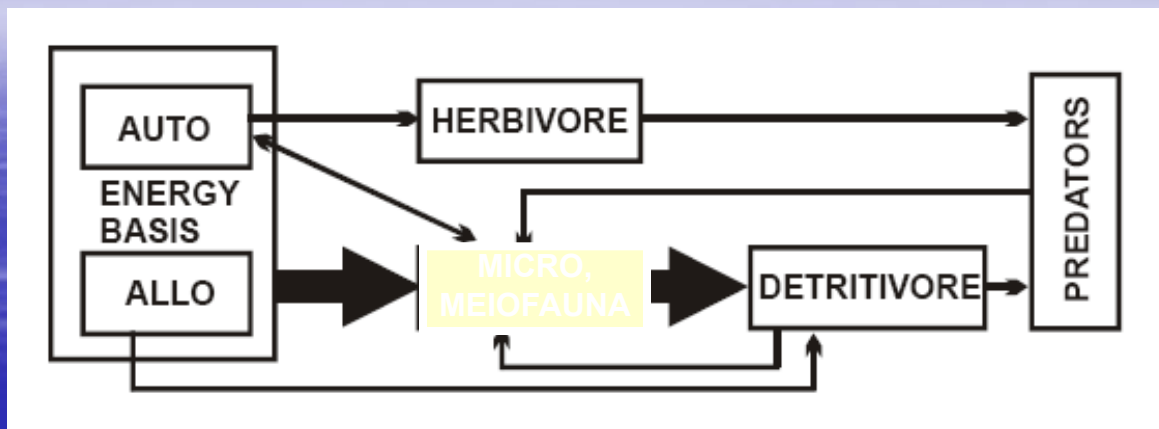 AUTO
ENERGY
BASIS
ALLO
HERBIVORE
MICRO,
MEIOFAUNA
DETRITIVORE
PREDATORS